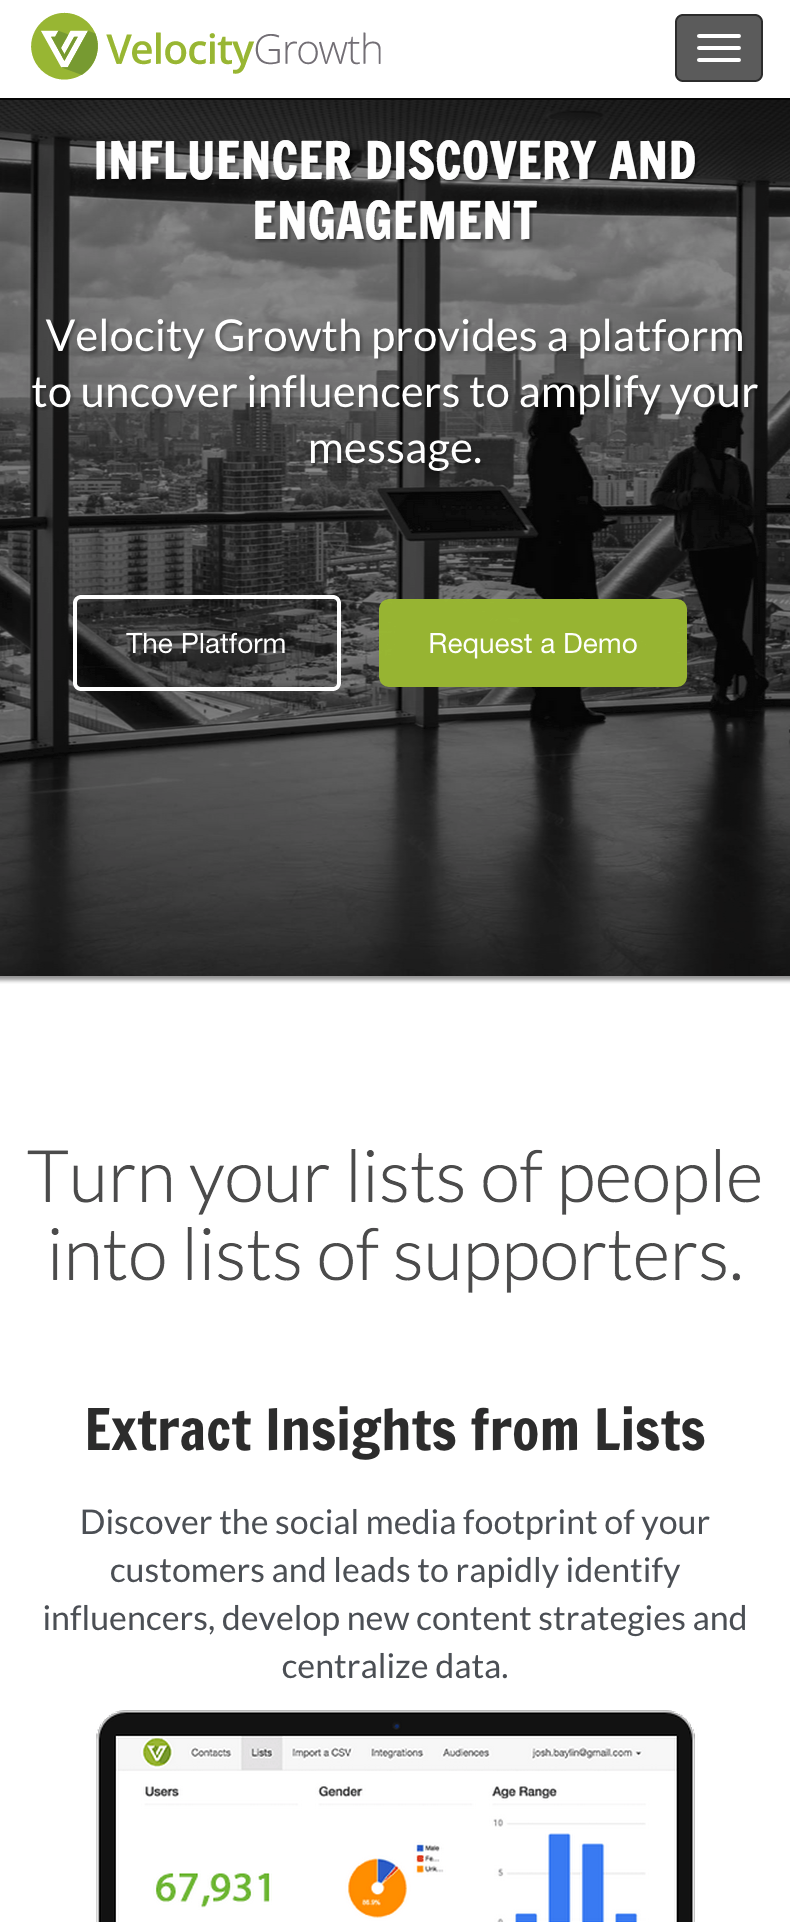 VelocityGrowth
INFLUENCER DISCOVERY AND
ENGAGEMENT
Velocity Growth provides a platform
to uncover influencers to amplify your
message.
The Platform
Request a Demo
Turn your lists of people
into lists of supporters.
Extract Insights from Lists
Discover the social media footprint of your
customers and leads to rapidly identify
influencers, develop new content strategies and
centralize data.
Contacts Lists Import a CSV Integrations Audiences josh.baylin@gmail.com
Users Gender Age Range
10
Male
Fe...
Unk...
5
67,931
0